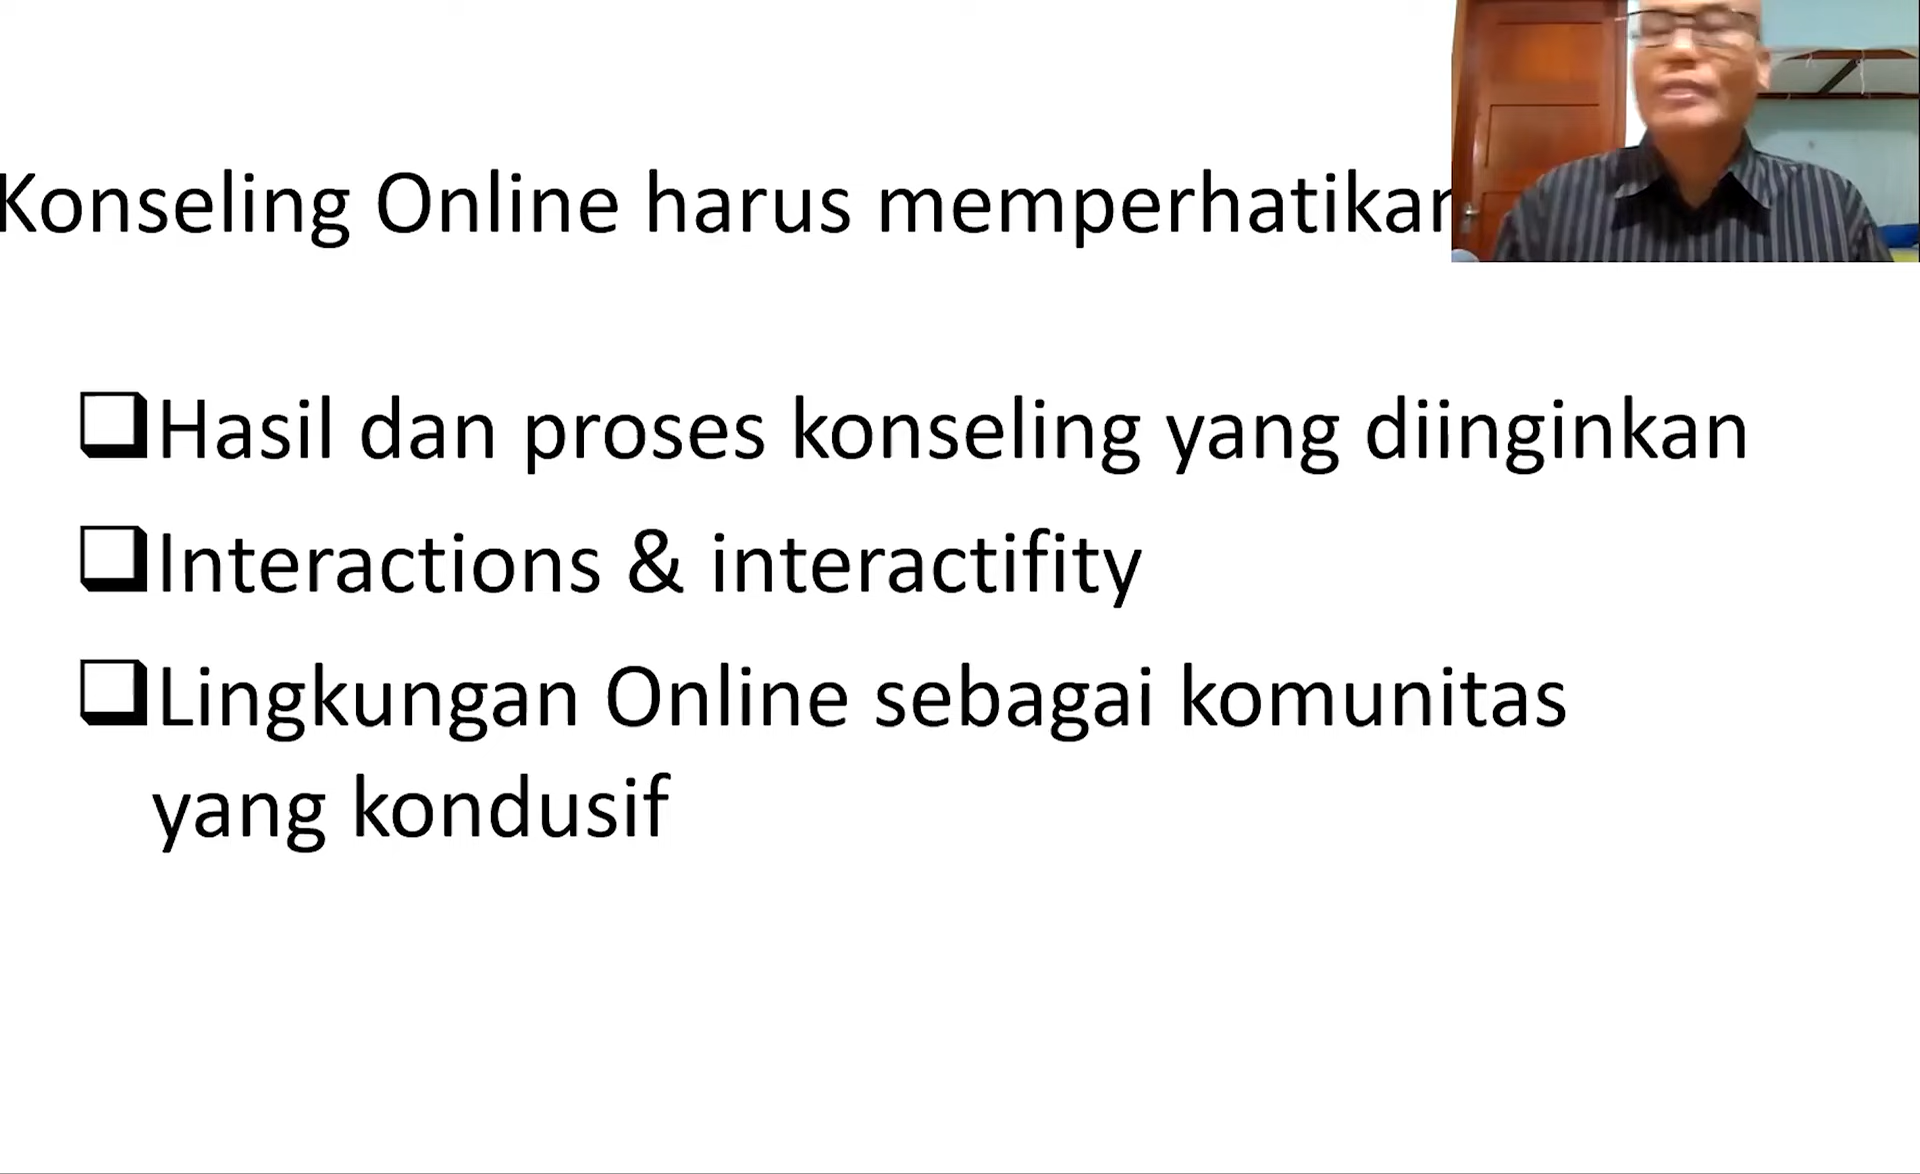 Konseling Online harus memperhatikan
Hasil dan proses konseling yang diinginkan
Interactions & interactifity
Lingkungan Online sebagai komunitas
yang kondusif